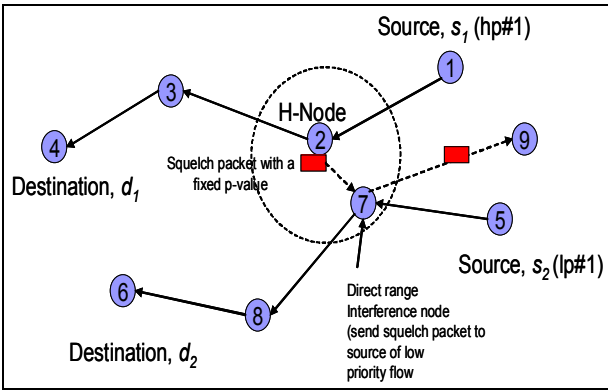 Source, s1 (hp#1)
1
3
H-Node
2
9
4
Squelch packet with a
fixed p-value
Destination, d1
7
5
Source, s2 (lp#1)
6
8
Direct range
Interference node
(send squelch packet to
source of low
priority flow
Destination, d2